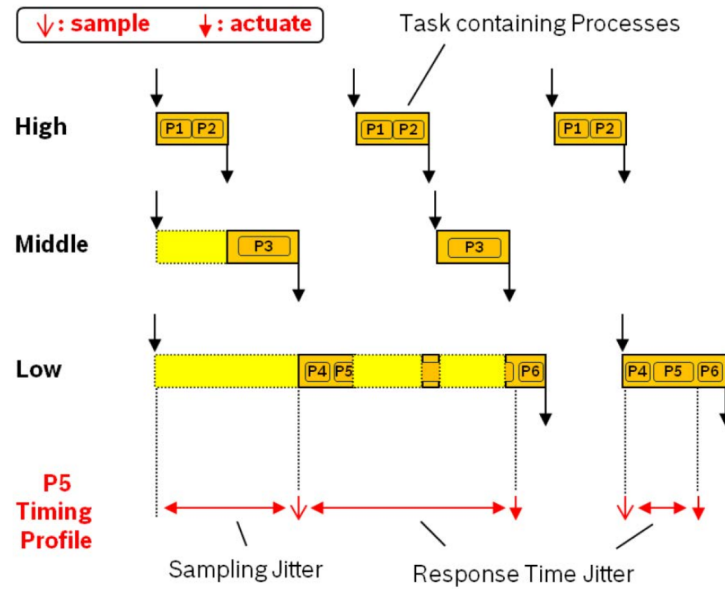 : sample : actuate
Task containing Processes
High
P1 P2 P1 P2 P1 P2
Middle
P3 P3
Low
P4 P5 P6 P4 P5 P6
P5
Timing
Profile
Sampling Jitter
Response Time Jitter